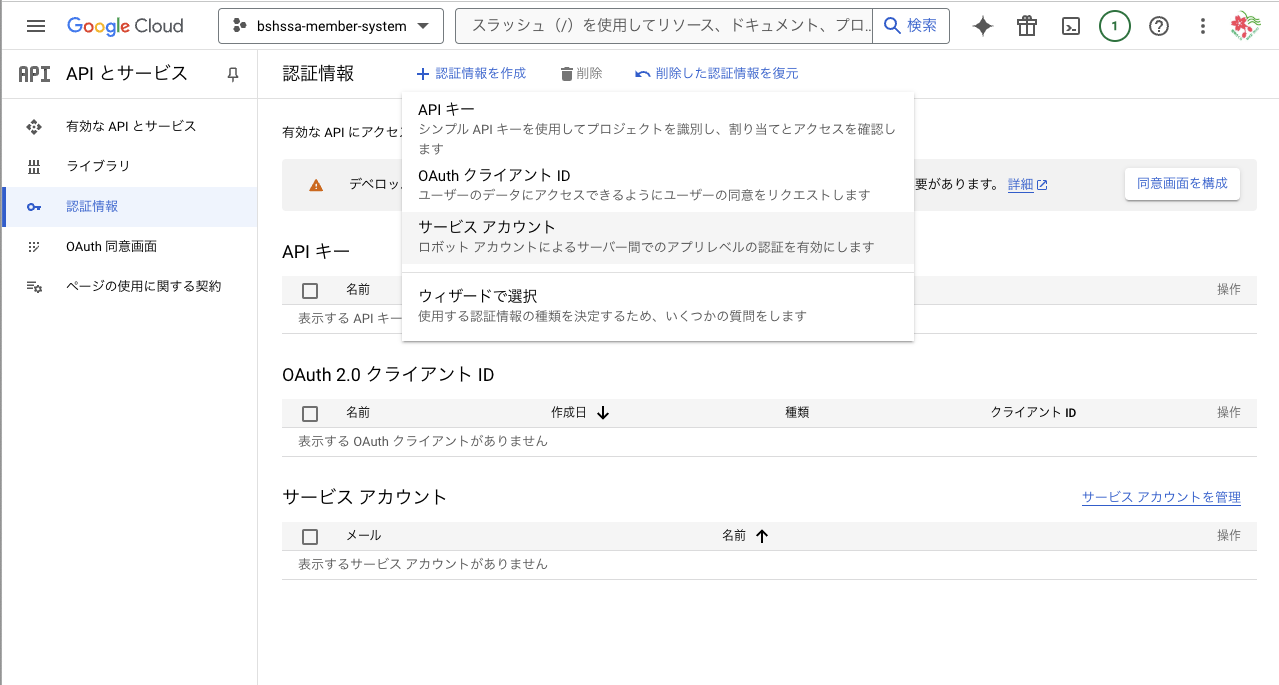 Google Cloud
bshssa-member-system
スラッシュ（/）を使用してリソース、ドキュメント、プロ...
検索
1
API API とサービス
認証情報
認証情報を作成
削除
削除した認証情報を復元
有効な API とサービス
ライブラリ
認証情報
OAuth 同意画面
ページの使用に関する契約
API キー
シンプル API キーを使用してプロジェクトを識別し、割り当てとアクセスを確認し
ます
OAuth クライアント ID
ユーザーのデータにアクセスできるようにユーザーの同意をリクエストします
サービス アカウント
ロボット アカウントによるサーバー間でのアプリレベルの認証を有効にします
ウィザードで選択
使用する認証情報の種類を決定するため、いくつかの質問をします
有効な API にアクセ
デベロッ
要があります。 詳細
同意画面を構成
API キー
名前
操作
表示する API キー
OAuth 2.0 クライアント ID
名前 作成日 種類 クライアント ID 操作
表示する OAuth クライアントがありません
サービス アカウント
サービス アカウントを管理
メール 名前 操作
表示するサービス アカウントがありません